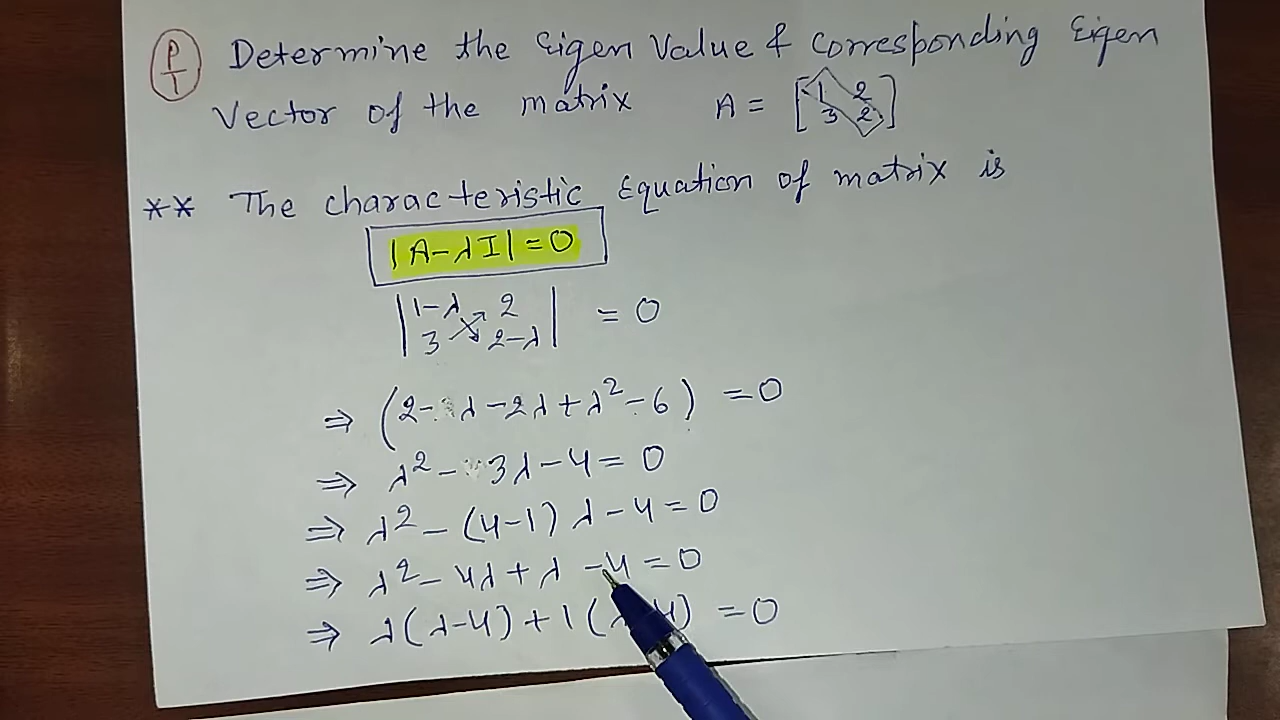 P/1 Determine the Eigen Value & Corresponding Eigen
Vector of the matrix A = [1 2
3 2]
** The characteristic Equation of matrix is
|A-λI|=0
|1-λ 2
3 2-λ| = 0
⇒ (2-λ-2λ+λ²-6) = 0
⇒ λ²-3λ-4=0
⇒ λ²-(4-1)λ-4=0
⇒ λ²-4λ+λ-4=0
⇒ λ(λ-4)+1(λ-4) =0